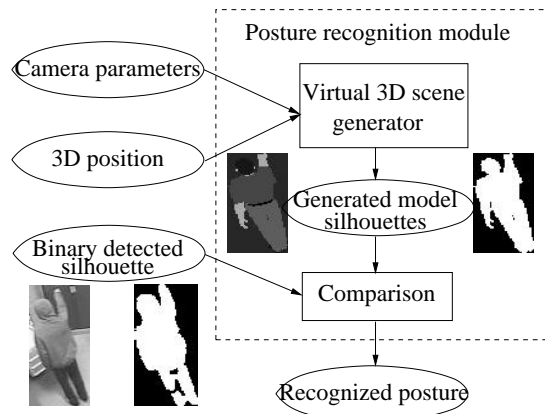 Posture recognition module
Camera parameters
Virtual 3D scene
generator
3D position
Generated model
silhouettes
Binary detected
silhouette
Comparison
Recognized posture